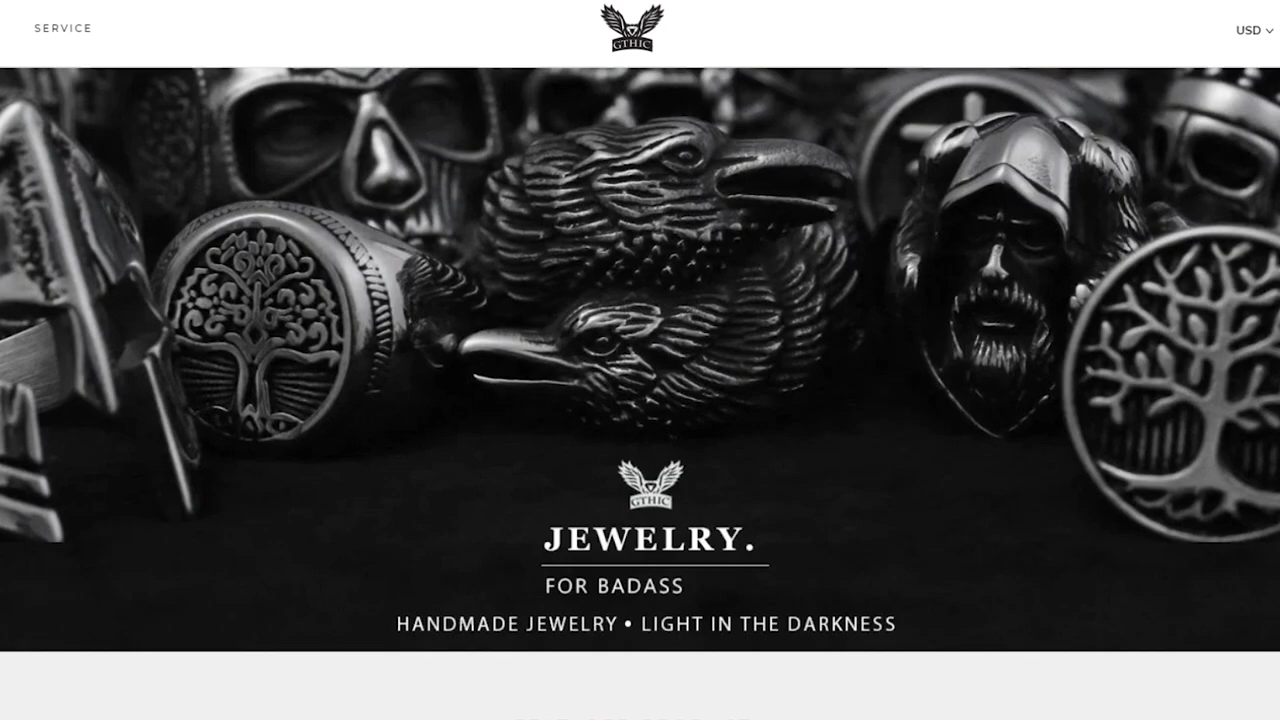 SERVICE
GTHIC
USD
GTHIC
JEWELRY.
FOR BADASS
HANDMADE JEWELRY • LIGHT IN THE DARKNESS